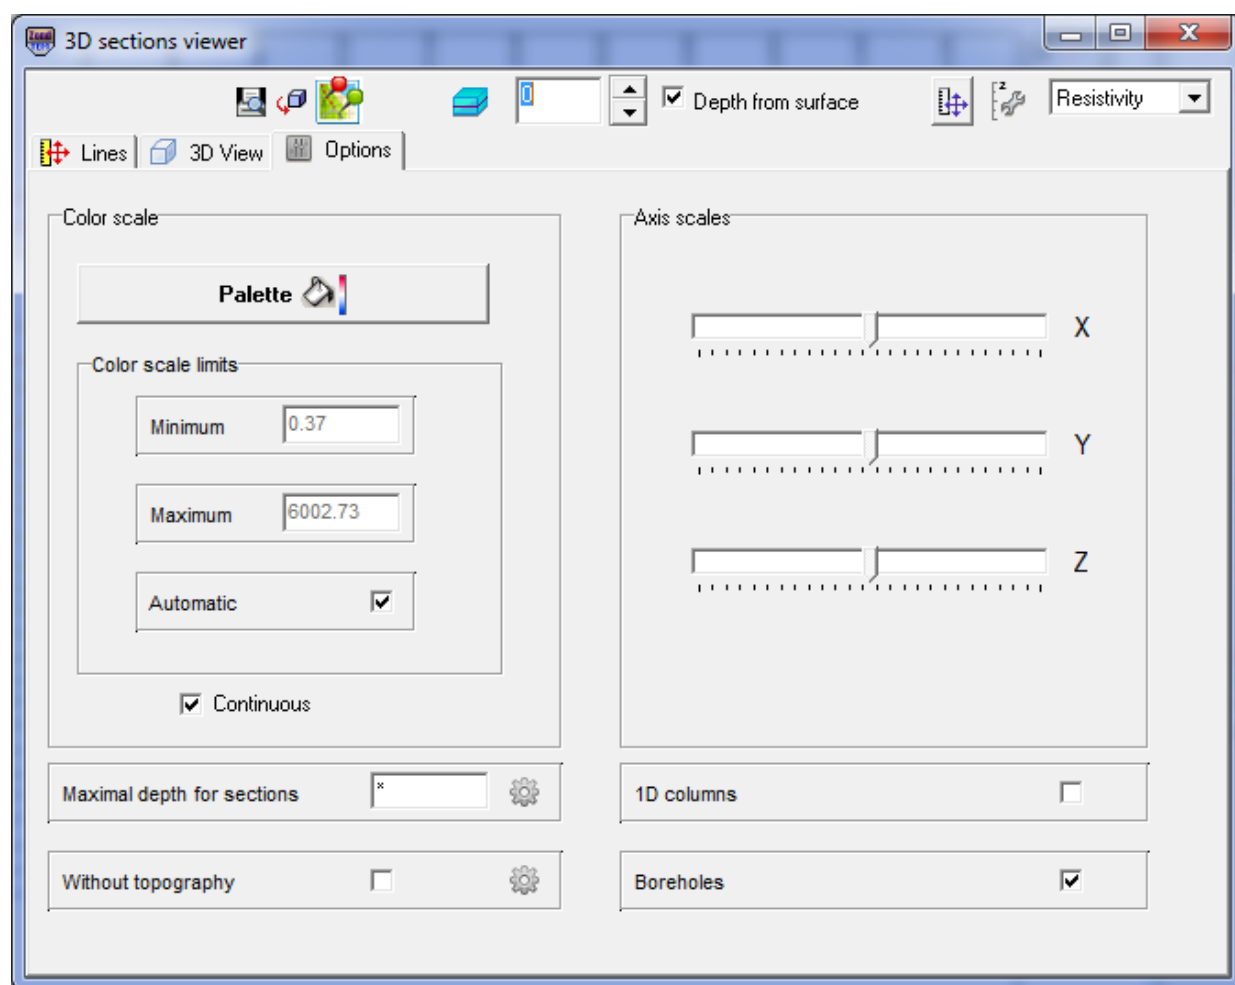 3D sections viewer
0 Depth from surface 2 Resistivity
Lines 3D View Options
Color scale
Palette
Color scale limits
Minimum 0.37
Maximum 6002.73
Automatic
Continuous
Axis scales
X
Y
Z
Maximal depth for sections *
1D columns
Without topography
Boreholes